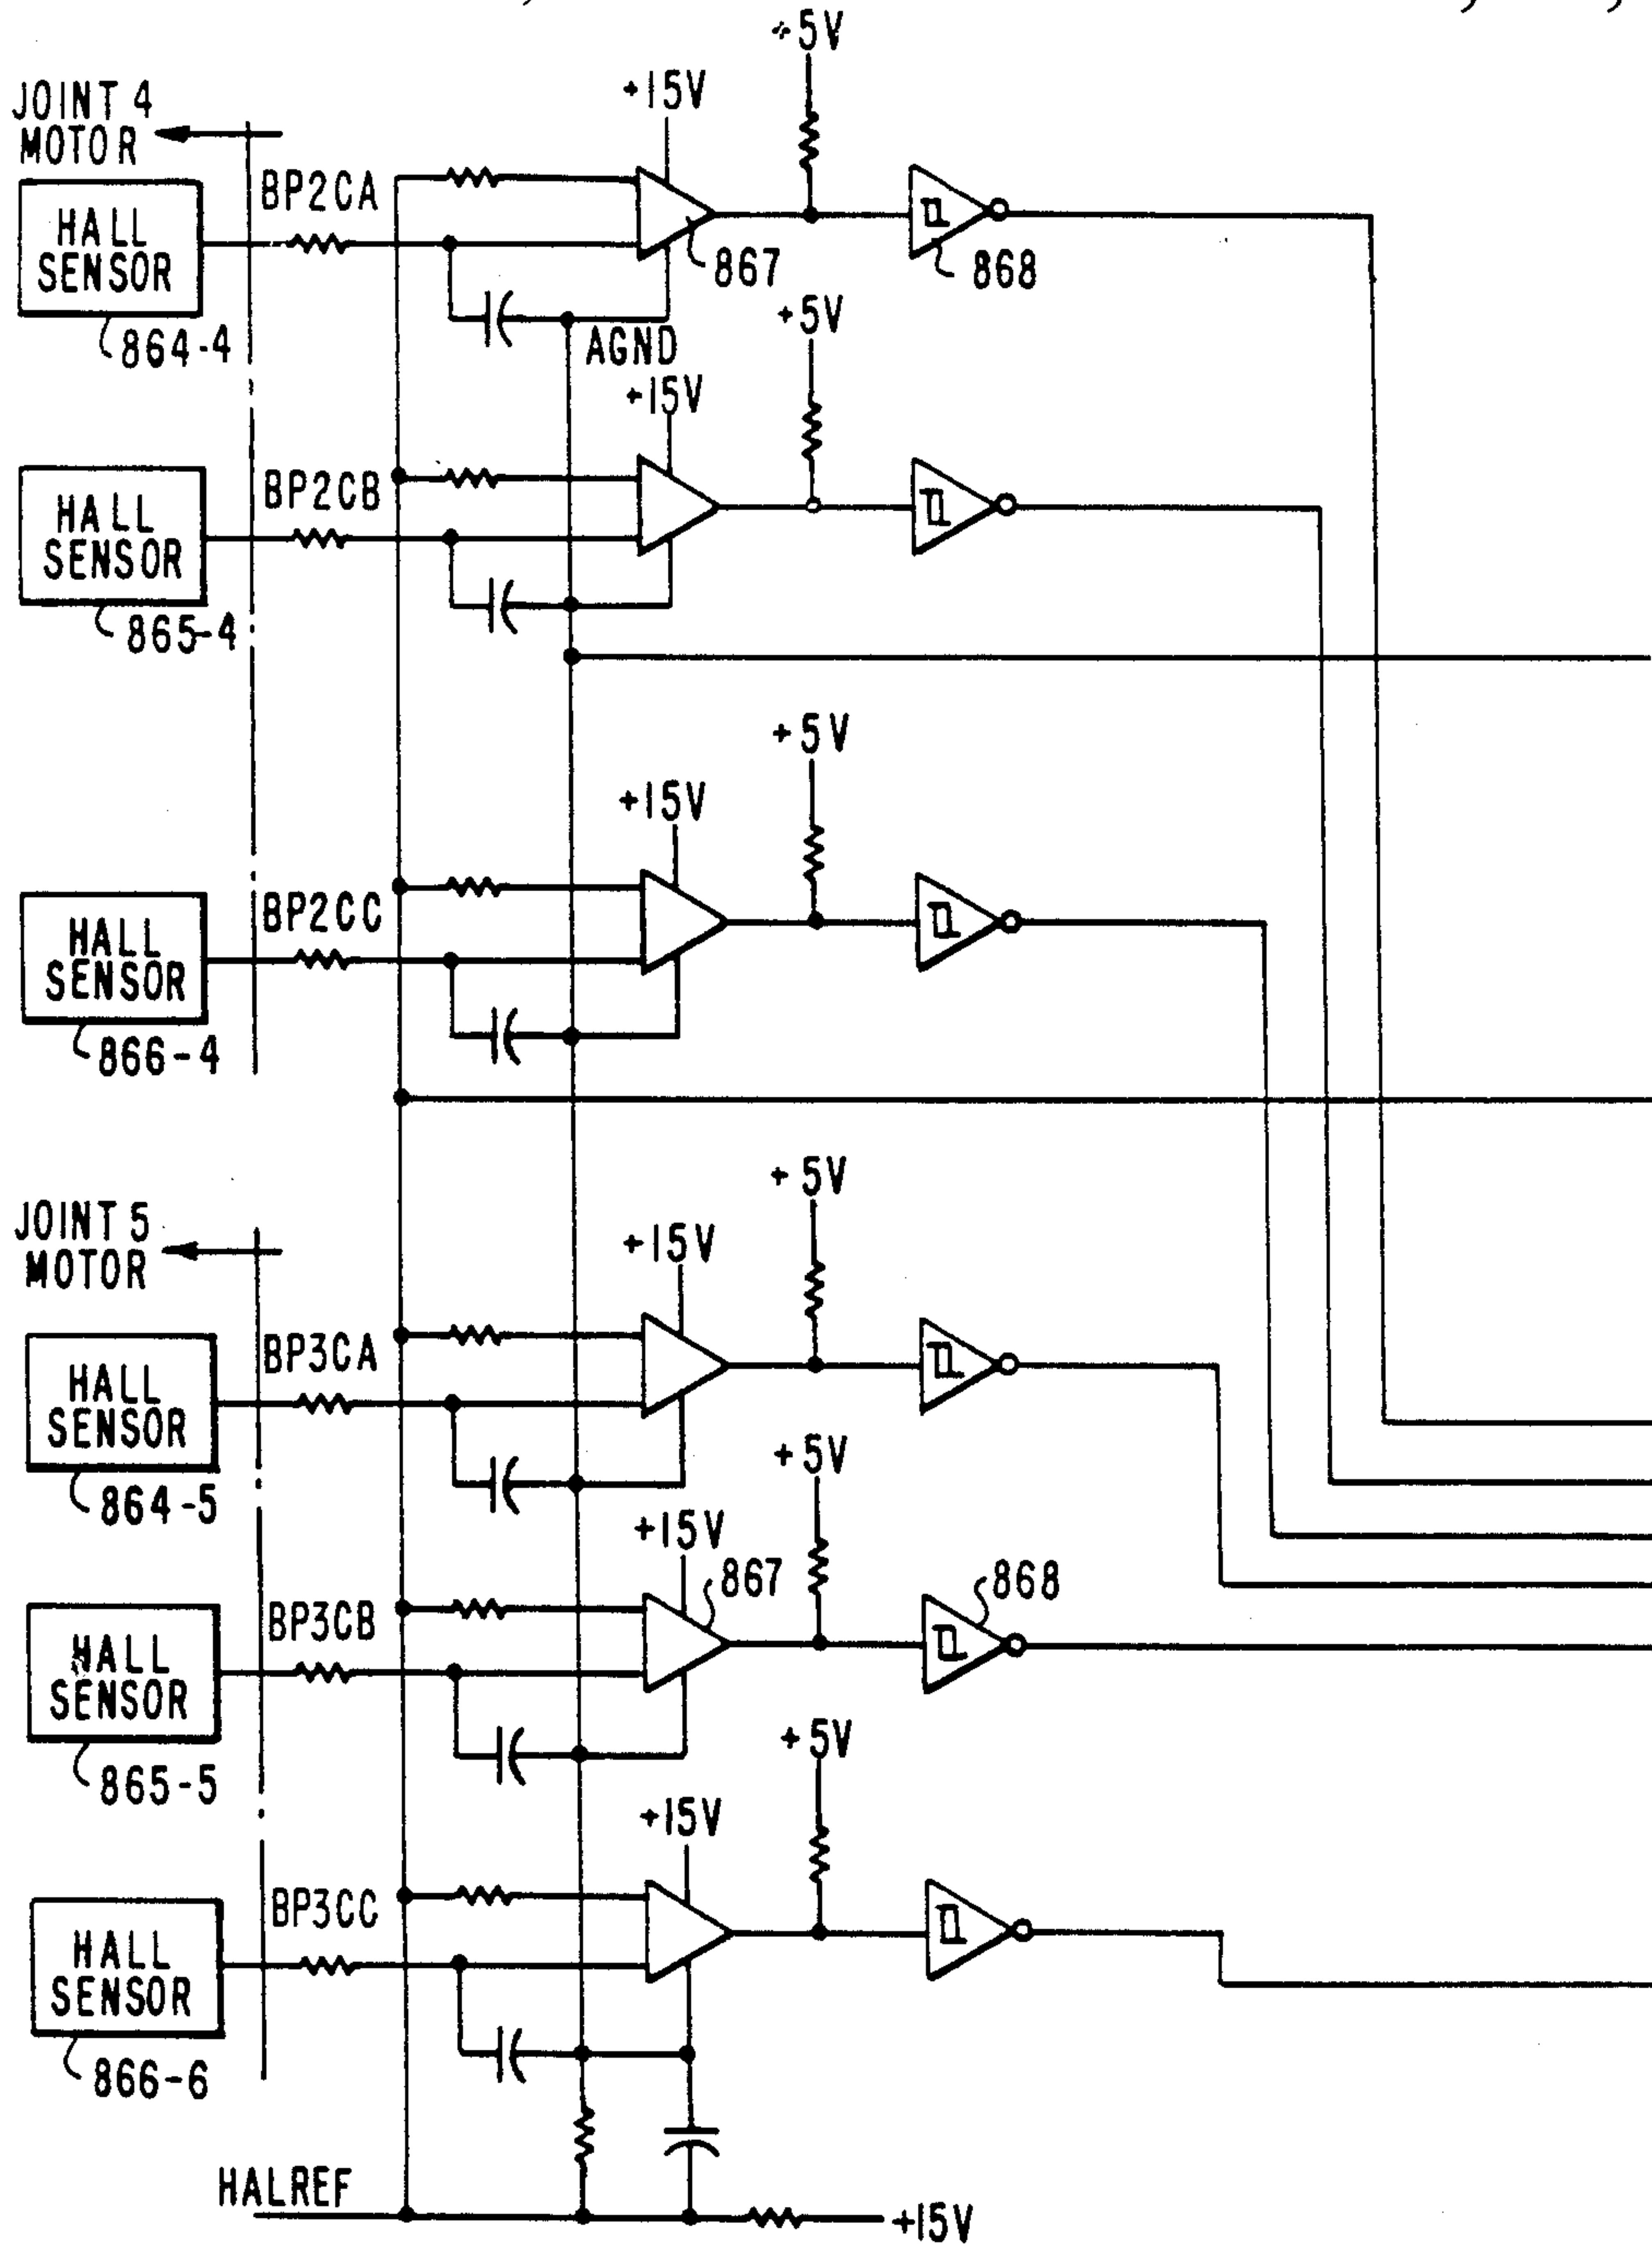 +5V
+15V
JOINT 4
MOTOR
BP2CA
HALL
SENSOR
867
868
864-4
+5V
AGND
+15V
BP2CB
HALL
SENSOR
865-4
+5V
+15V
BP2CC
HALL
SENSOR
866-4
+5V
JOINT 5
MOTOR
+15V
BP3CA
HALL
SENSOR
+5V
864-5
+15V
867
868
BP3CB
HALL
SENSOR
+5V
865-5
+15V
BP3CC
HALL
SENSOR
866-6
HALREF
+15V